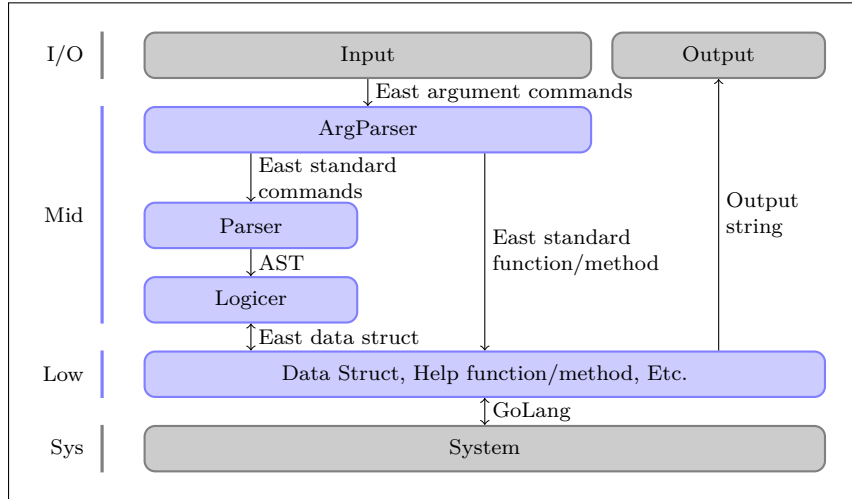 I/O
Input
Output
East argument commands
Mid
ArgParser
East standard
commands
Parser
AST
Logicer
East standard
function/method
Output
string
East data struct
Low
Data Struct, Help function/method, Etc.
GoLang
Sys
System